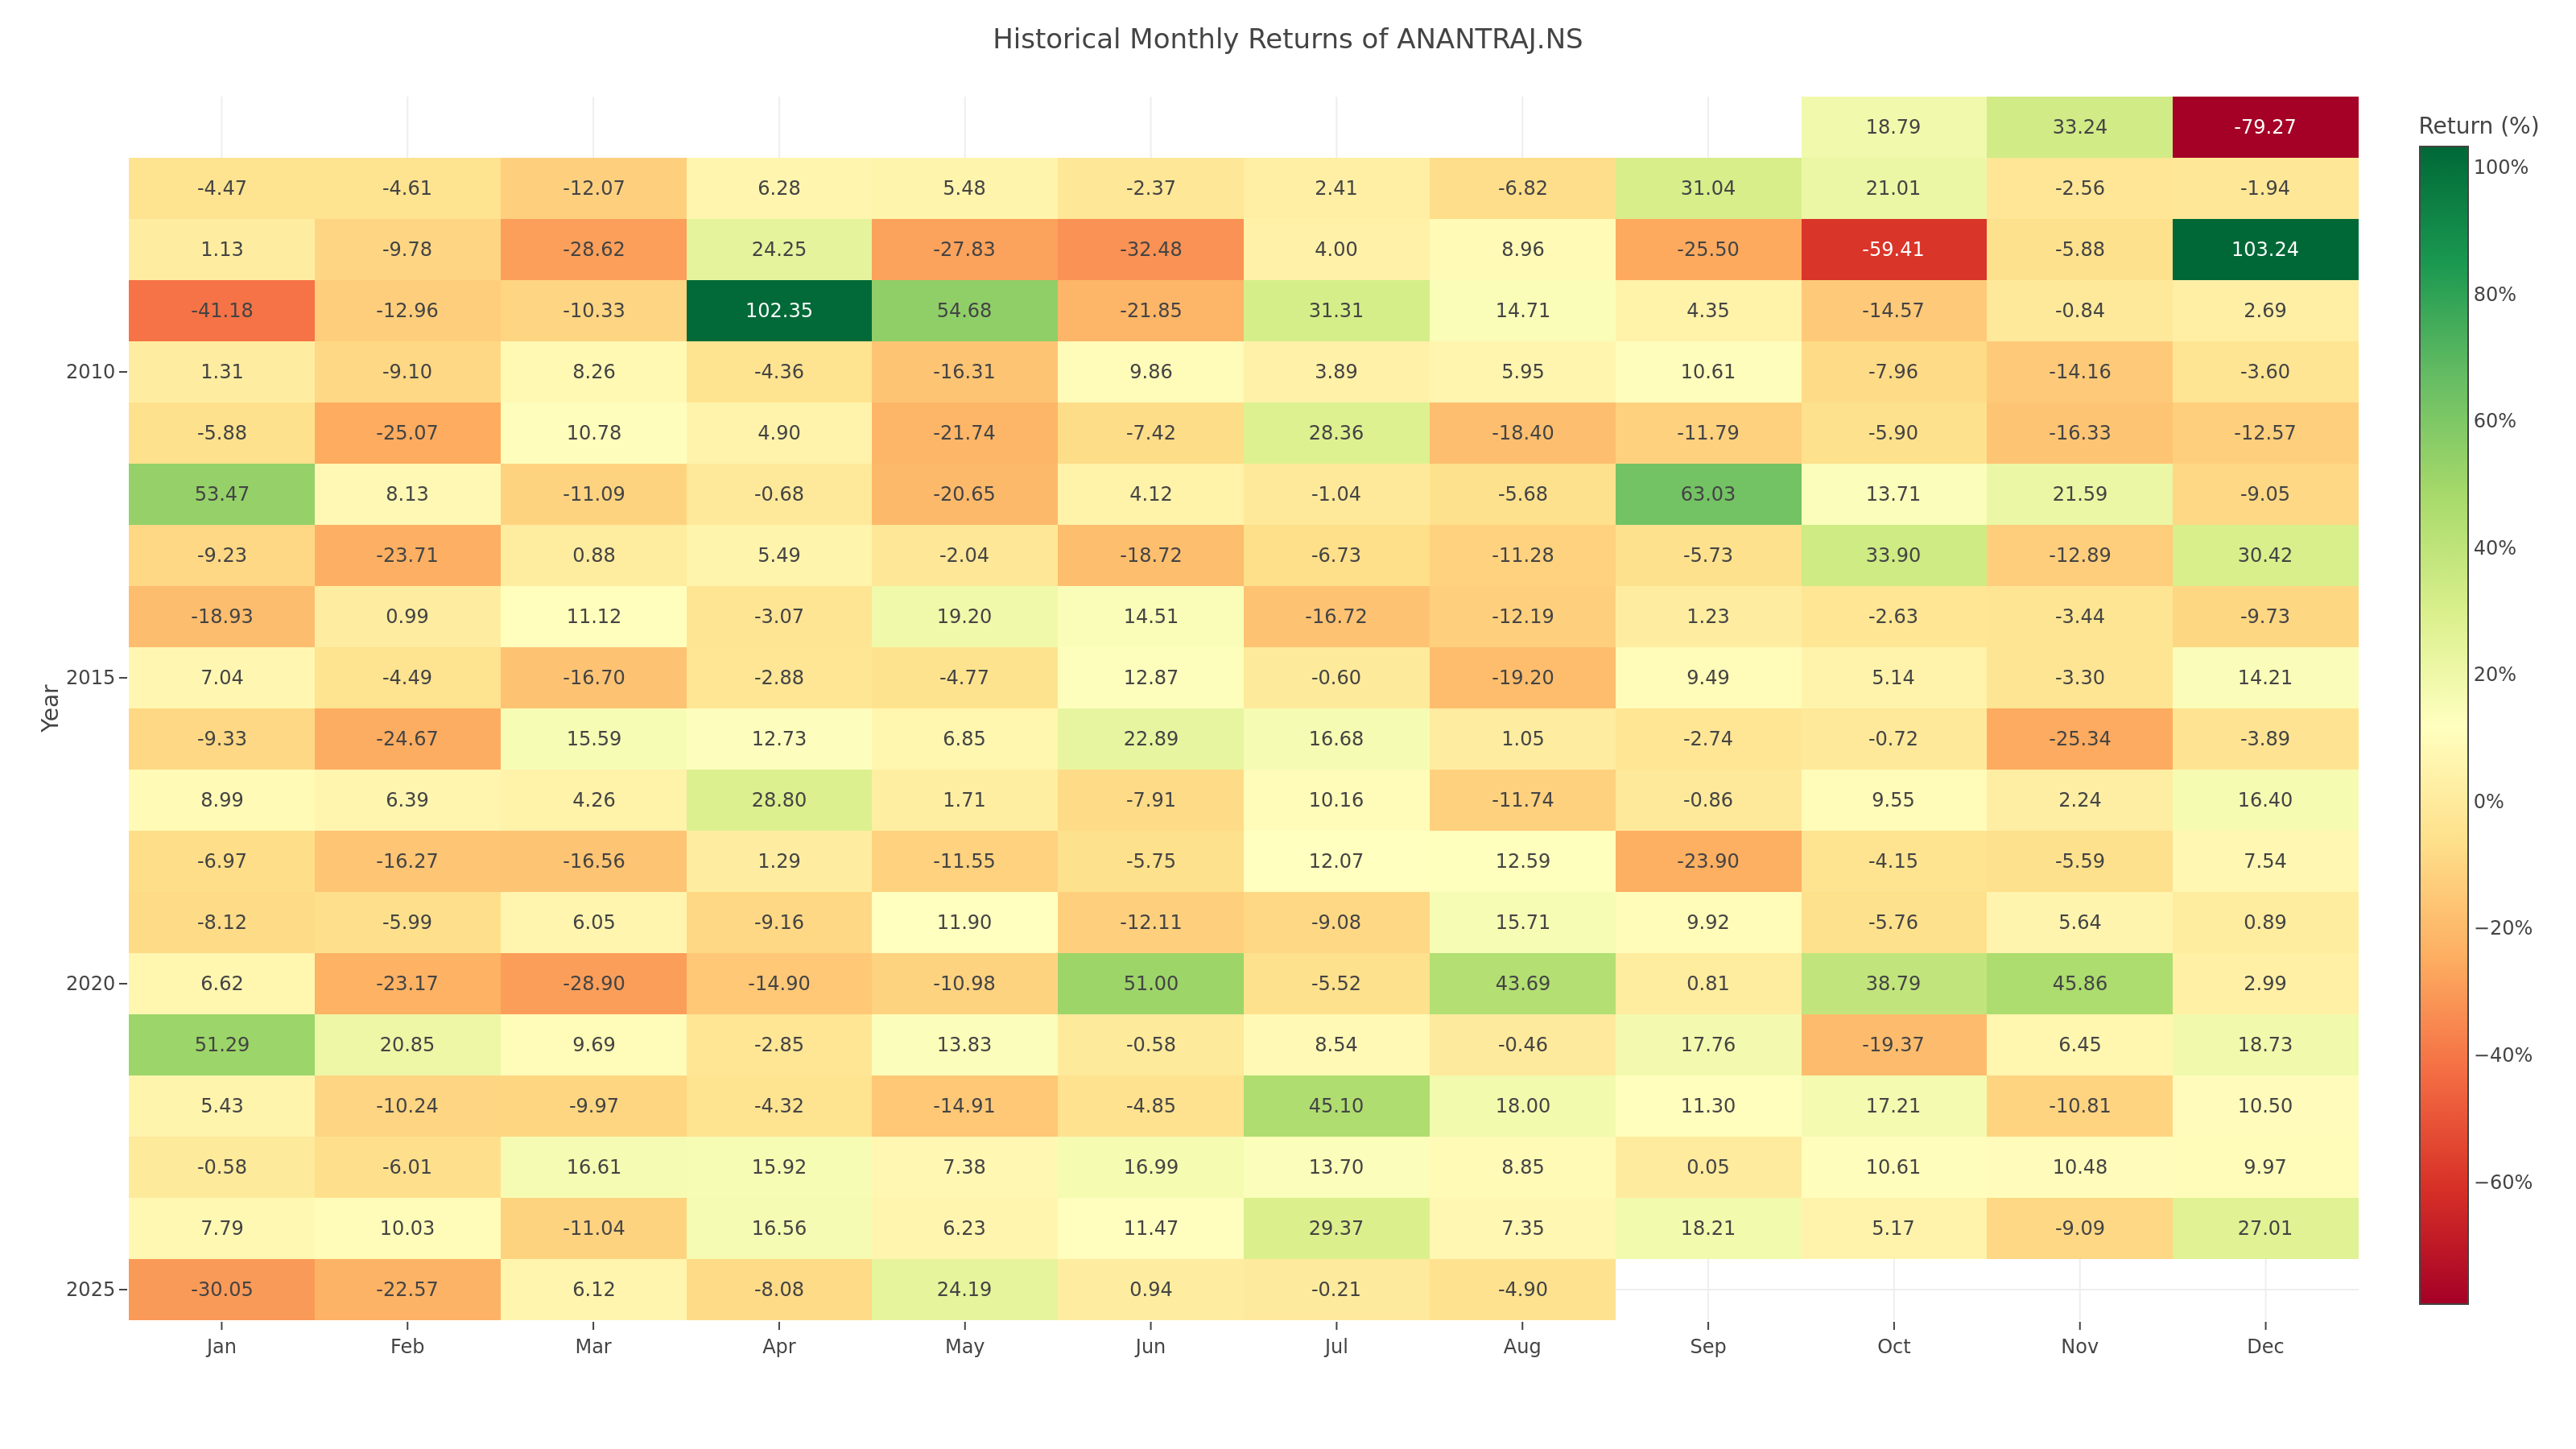 Historical Monthly Returns of ANANTRAJ.NS
18.79 33.24 -79.27
-4.47 -4.61 -12.07 6.28 5.48 -2.37 2.41 -6.82 31.04 21.01 -2.56 -1.94
1.13 -9.78 -28.62 24.25 -27.83 -32.48 4.00 8.96 -25.50 -59.41 -5.88 103.24
-41.18 -12.96 -10.33 102.35 54.68 -21.85 31.31 14.71 4.35 -14.57 -0.84 2.69
2010 1.31 -9.10 8.26 -4.36 -16.31 9.86 3.89 5.95 10.61 -7.96 -14.16 -3.60
-5.88 -25.07 10.78 4.90 -21.74 -7.42 28.36 -18.40 -11.79 -5.90 -16.33 -12.57
53.47 8.13 -11.09 -0.68 -20.65 4.12 -1.04 -5.68 63.03 13.71 21.59 -9.05
-9.23 -23.71 0.88 5.49 -2.04 -18.72 -6.73 -11.28 -5.73 33.90 -12.89 30.42
-18.93 0.99 11.12 -3.07 19.20 14.51 -16.72 -12.19 1.23 -2.63 -3.44 -9.73
2015 7.04 -4.49 -16.70 -2.88 -4.77 12.87 -0.60 -19.20 9.49 5.14 -3.30 14.21
-9.33 -24.67 15.59 12.73 6.85 22.89 16.68 1.05 -2.74 -0.72 -25.34 -3.89
8.99 6.39 4.26 28.80 1.71 -7.91 10.16 -11.74 -0.86 9.55 2.24 16.40
-6.97 -16.27 -16.56 1.29 -11.55 -5.75 12.07 12.59 -23.90 -4.15 -5.59 7.54
-8.12 -5.99 6.05 -9.16 11.90 -12.11 -9.08 15.71 9.92 -5.76 5.64 0.89
2020 6.62 -23.17 -28.90 -14.90 -10.98 51.00 -5.52 43.69 0.81 38.79 45.86 2.99
51.29 20.85 9.69 -2.85 13.83 -0.58 8.54 -0.46 17.76 -19.37 6.45 18.73
5.43 -10.24 -9.97 -4.32 -14.91 -4.85 45.10 18.00 11.30 17.21 -10.81 10.50
-0.58 -6.01 16.61 15.92 7.38 16.99 13.70 8.85 0.05 10.61 10.48 9.97
7.79 10.03 -11.04 16.56 6.23 11.47 29.37 7.35 18.21 5.17 -9.09 27.01
2025 -30.05 -22.57 6.12 -8.08 24.19 0.94 -0.21 -4.90
Jan Feb Mar Apr May Jun Jul Aug Sep Oct Nov Dec
Year
Return (%)
100%
80%
60%
40%
20%
0%
−20%
−40%
−60%